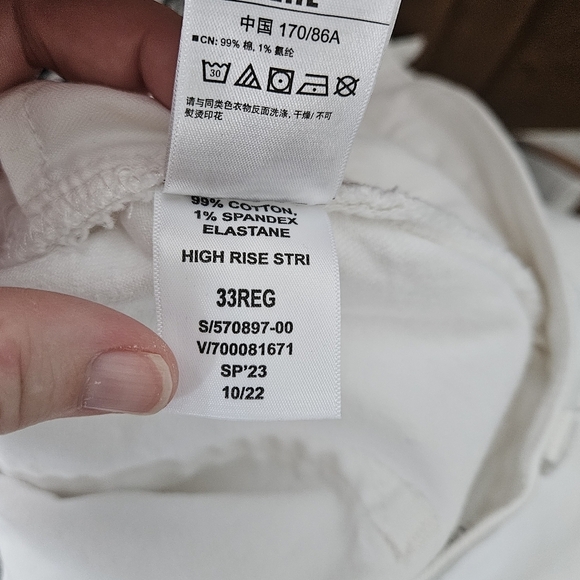 中国 170/86A
■CN: 99% 棉, 1% 氨纶
30
请与同类色衣物反面洗涤, 干燥/ 不可
熨烫印花
99% COTTON,
1% SPANDEX
ELASTANE
HIGH RISE STRI
33REG
S/570897-00
V/700081671
SP'23
10/22